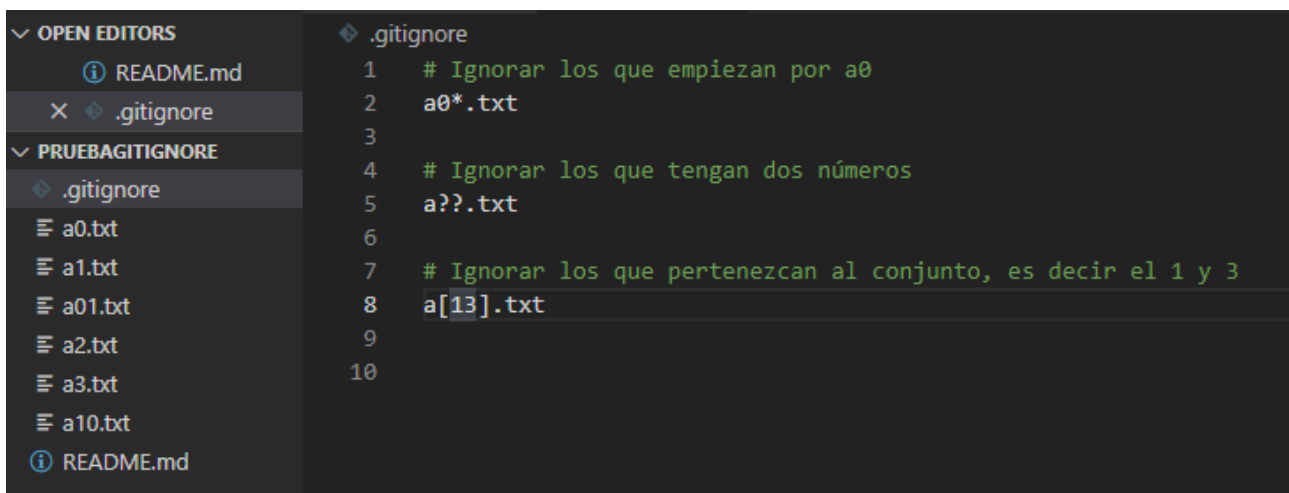 OPEN EDITORS
README.md
.gitignore
PRUEBAGITIGNORE
.gitignore
a0.txt
a1.txt
a01.txt
a2.txt
a3.txt
a10.txt
README.md
.gitignore
1 # Ignorar los que empiezan por a0
2 a0*.txt
3
4 # Ignorar los que tengan dos números
5 a??.txt
6
7 # Ignorar los que pertenezcan al conjunto, es decir el 1 y 3
8 a[13].txt
9
10